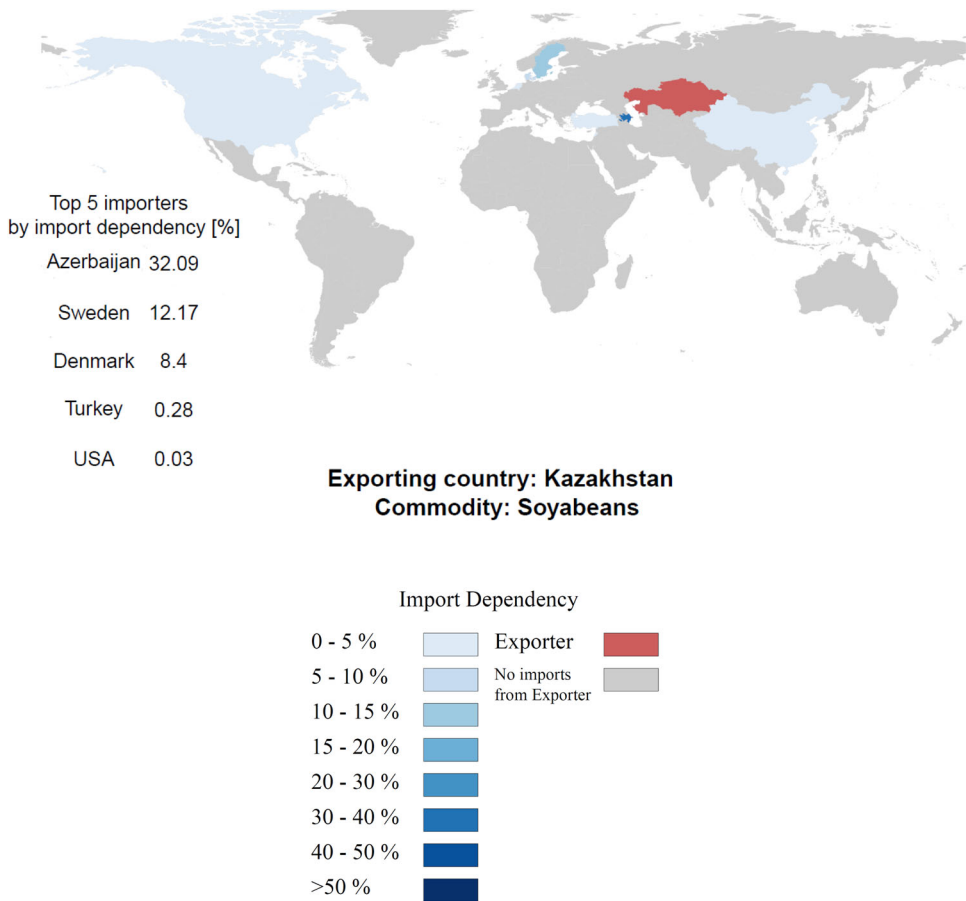 Top 5 importers
by import dependency [%]
Azerbaijan 32.09
Sweden 12.17
Denmark 8.4
Turkey 0.28
USA 0.03
Exporting country: Kazakhstan
Commodity: Soyabeans
Import Dependency
0 - 5 % Exporter
5 - 10 % No imports
from Exporter
10 - 15 %
15 - 20 %
20 - 30 %
30 - 40 %
40 - 50 %
>50 %